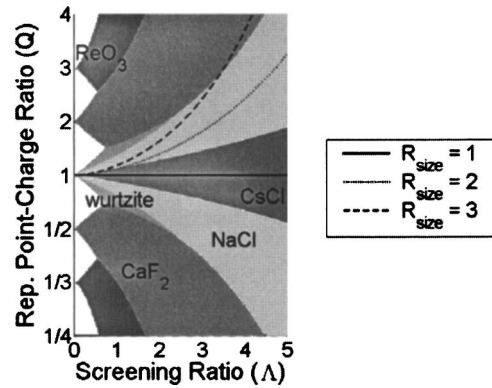 Rep. Point-Charge Ratio (Q)
4
3
2
1
1/2
1/3
1/4
ReO3
wurtzite
CsCl
NaCl
CaF2
0 1 2 3 4 5
Screening Ratio (Λ)
Rsize = 1
Rsize = 2
Rsize = 3